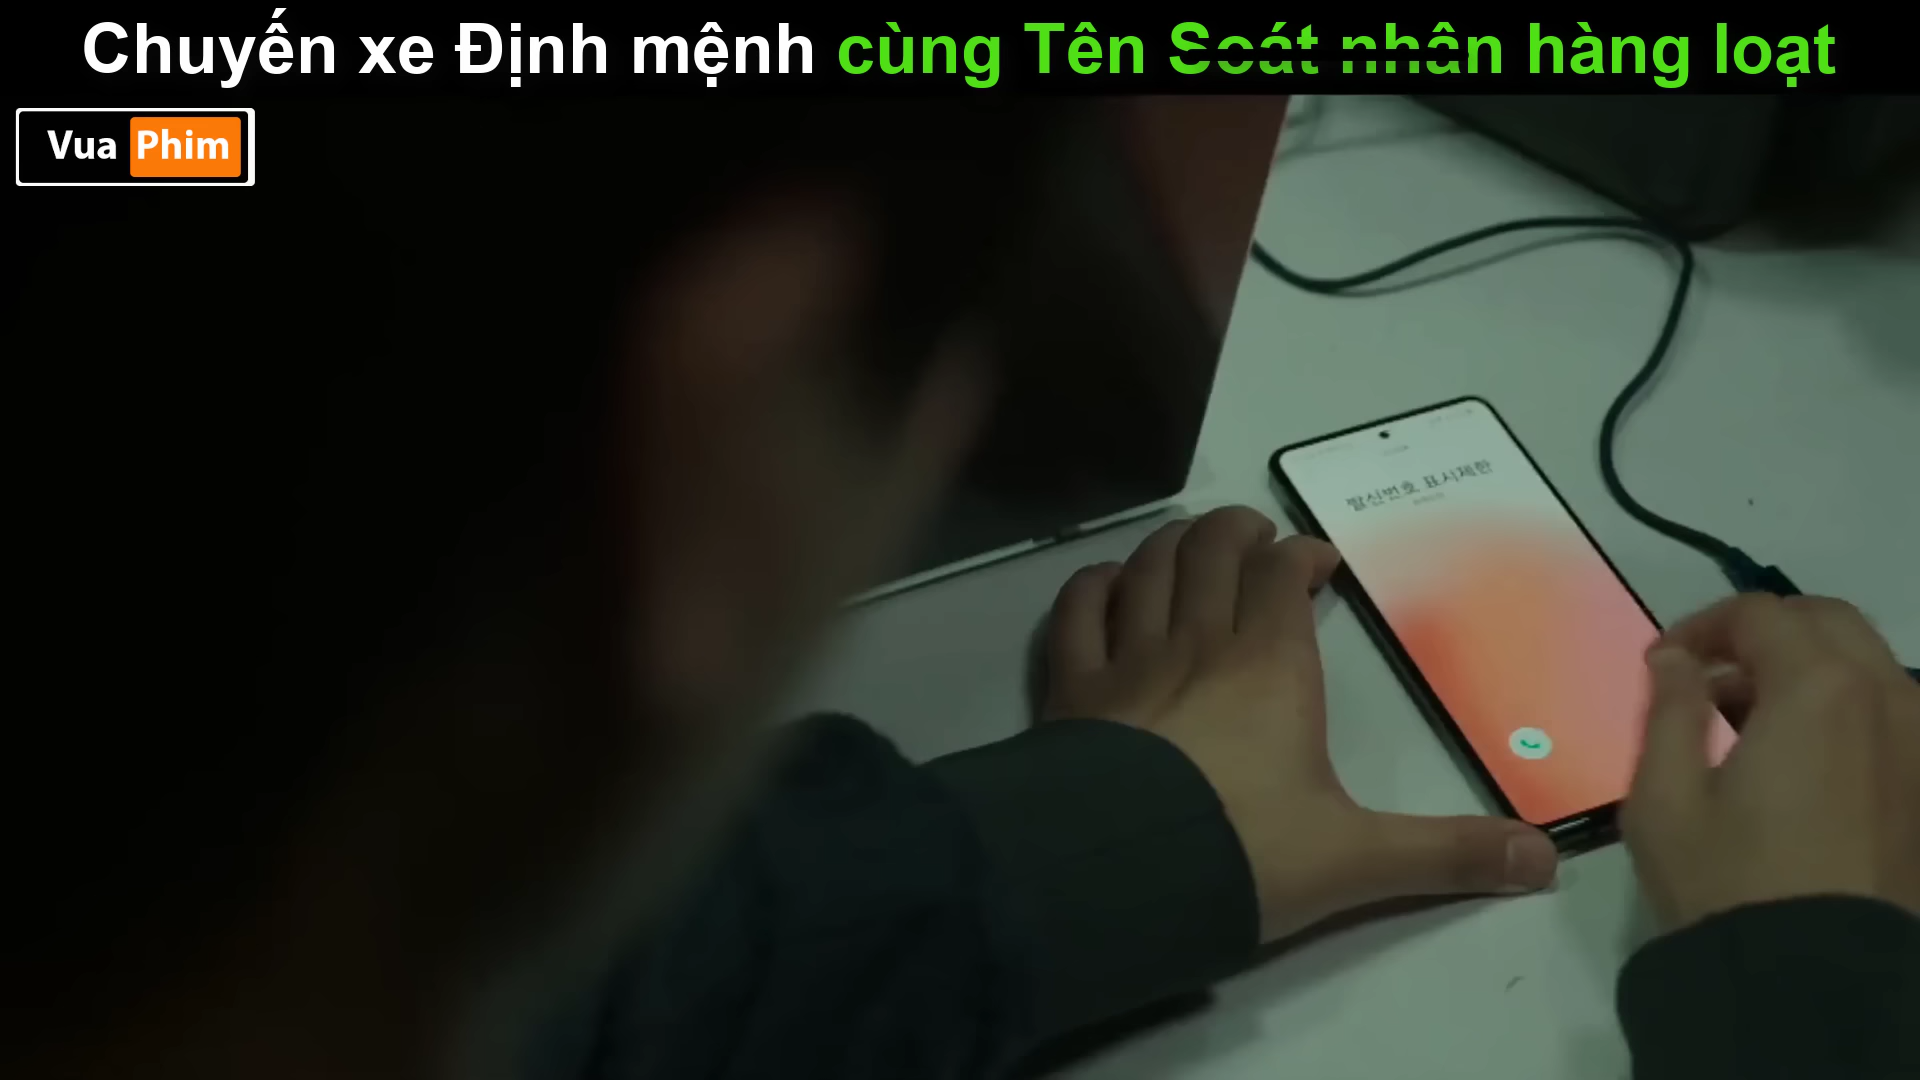 Chuyến xe Định mệnh cùng Tên Soát nhân hàng loạt
Vua Phim
발신번호 표시제한